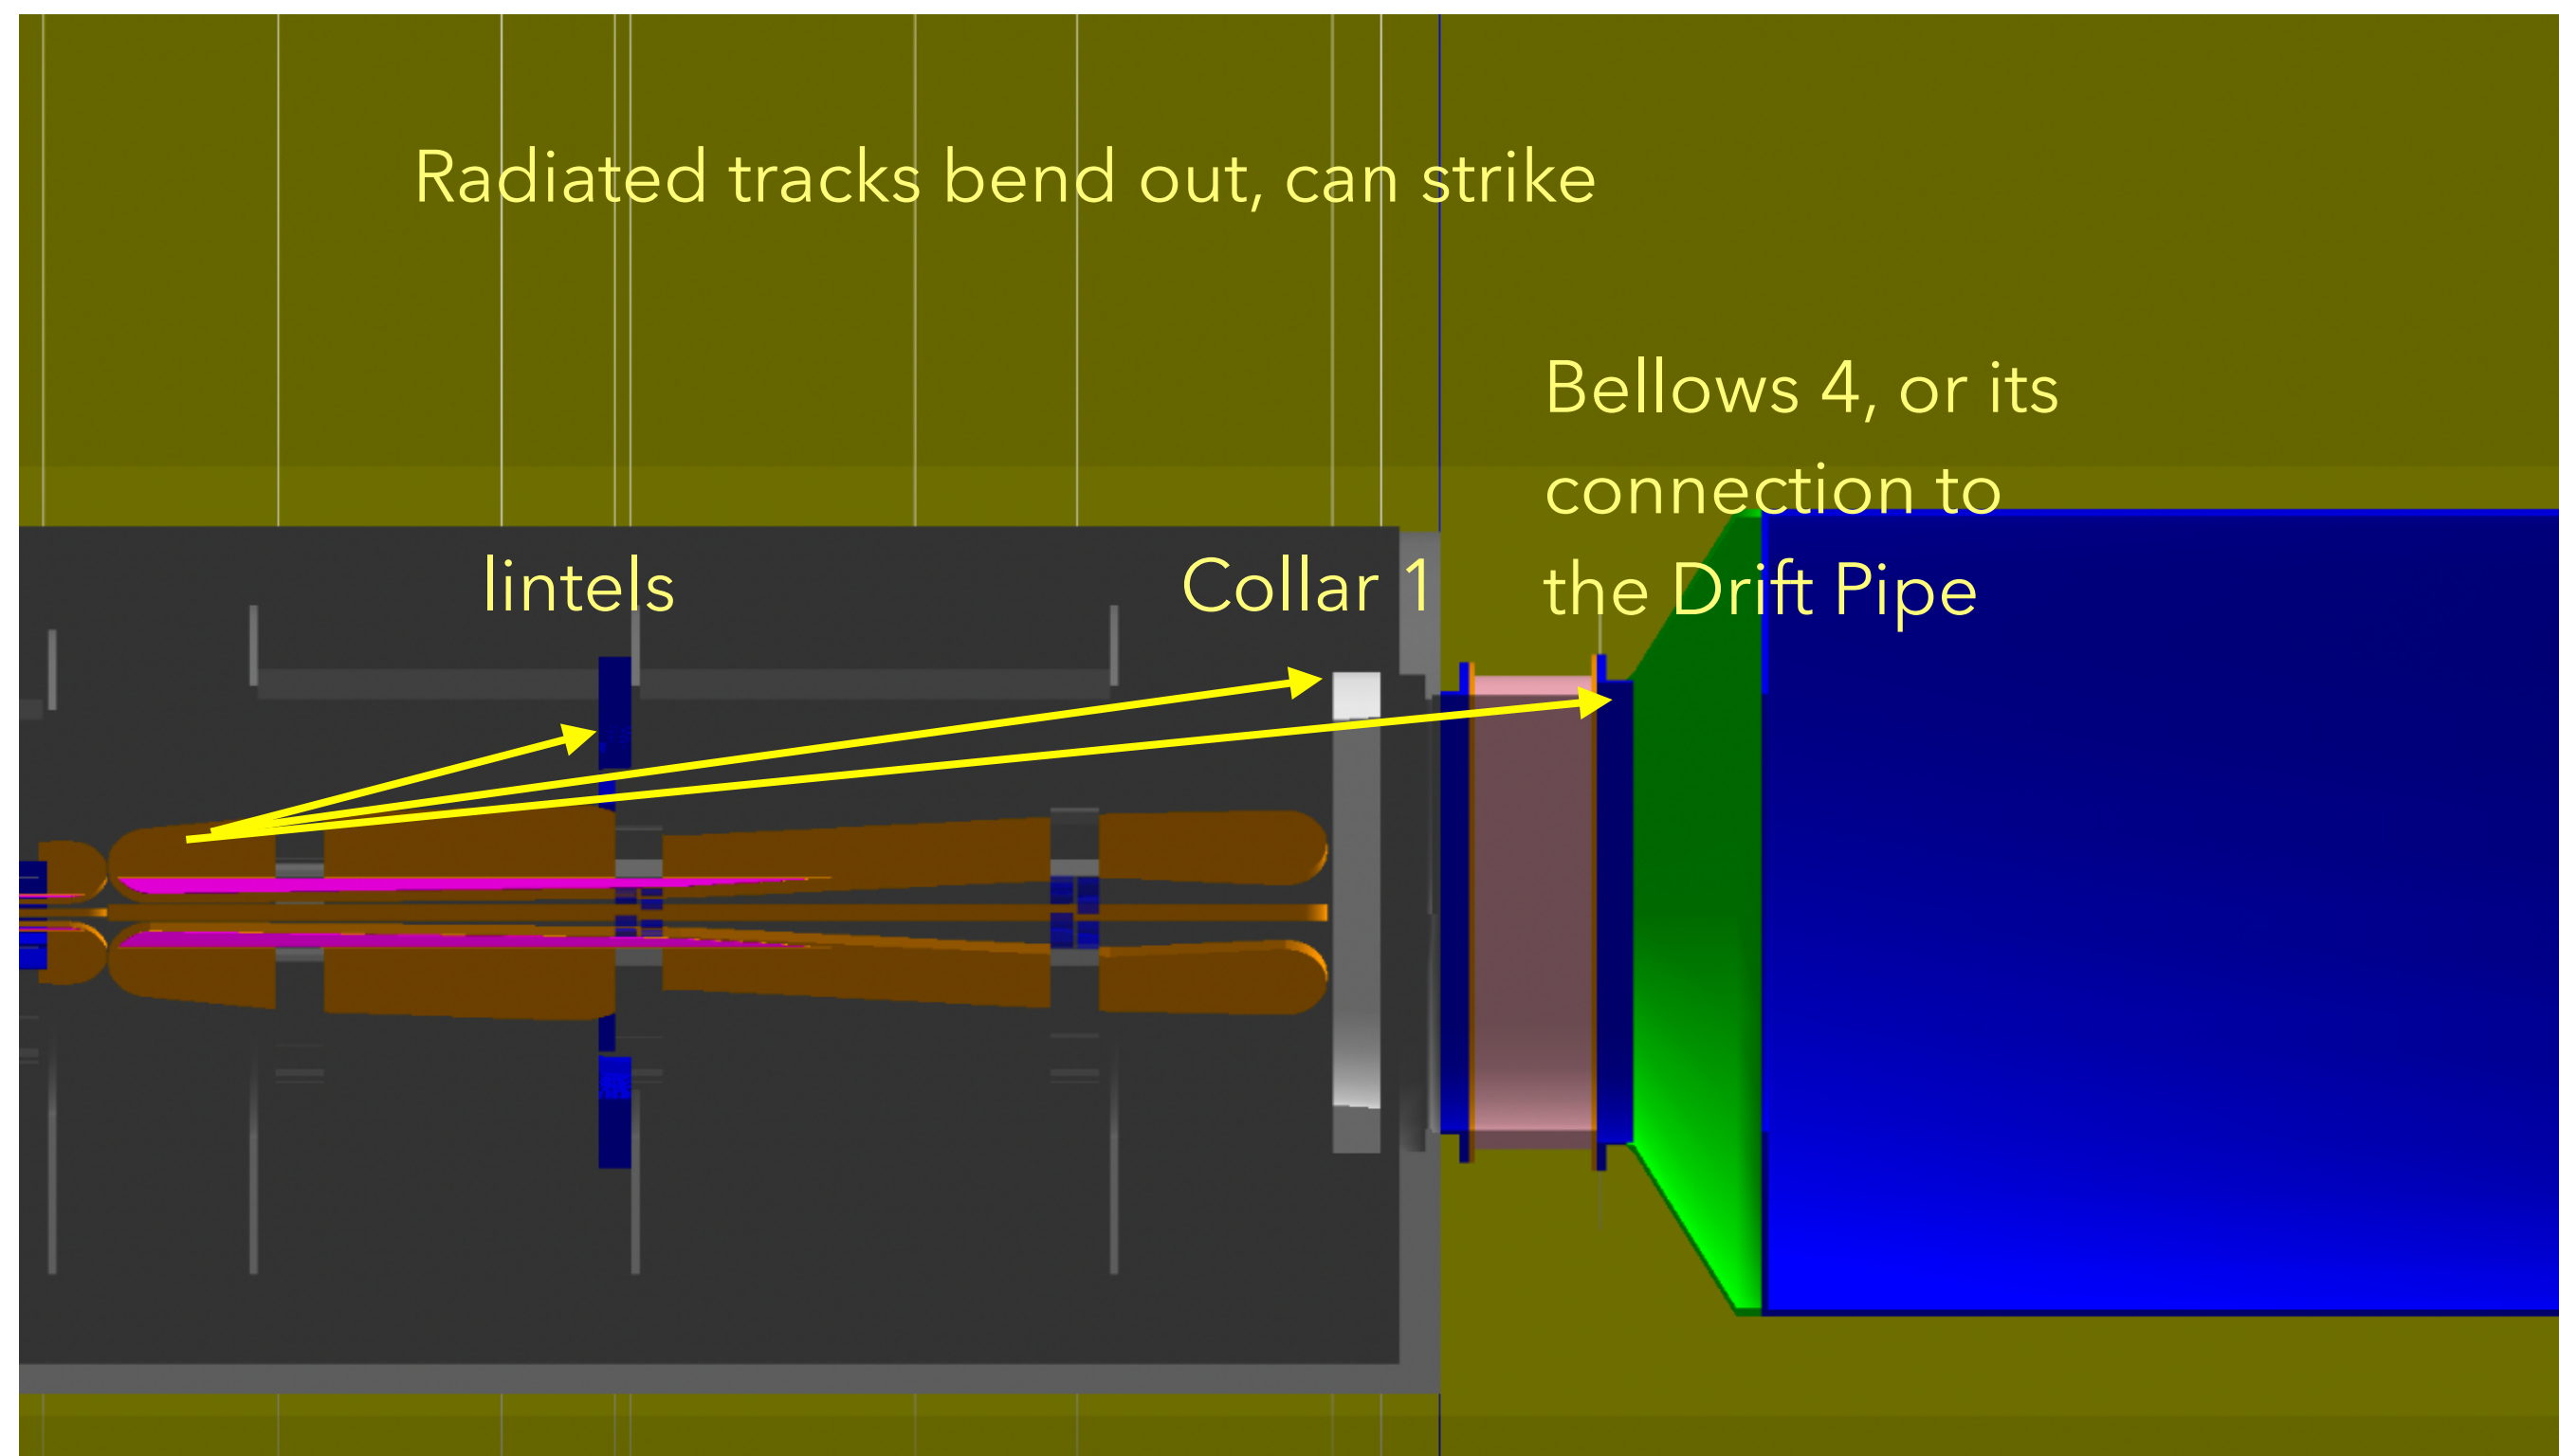 Radiated tracks bend out, can strike
Bellows 4, or its
connection to
the Drift Pipe
lintels
Collar 1